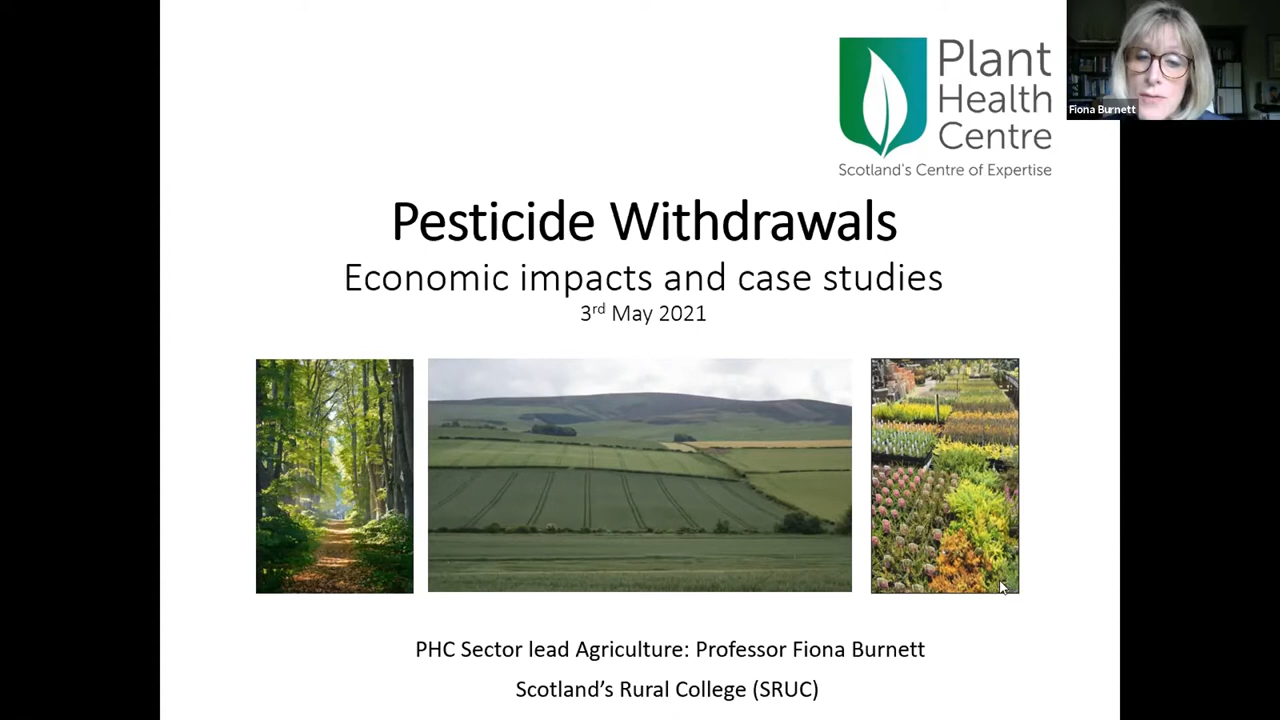 Plant
Health
Centre
Scotland's Centre of Expertise
Fiona Burnett
Pesticide Withdrawals
Economic impacts and case studies
3rd May 2021
PHC Sector lead Agriculture: Professor Fiona Burnett
Scotland’s Rural College (SRUC)